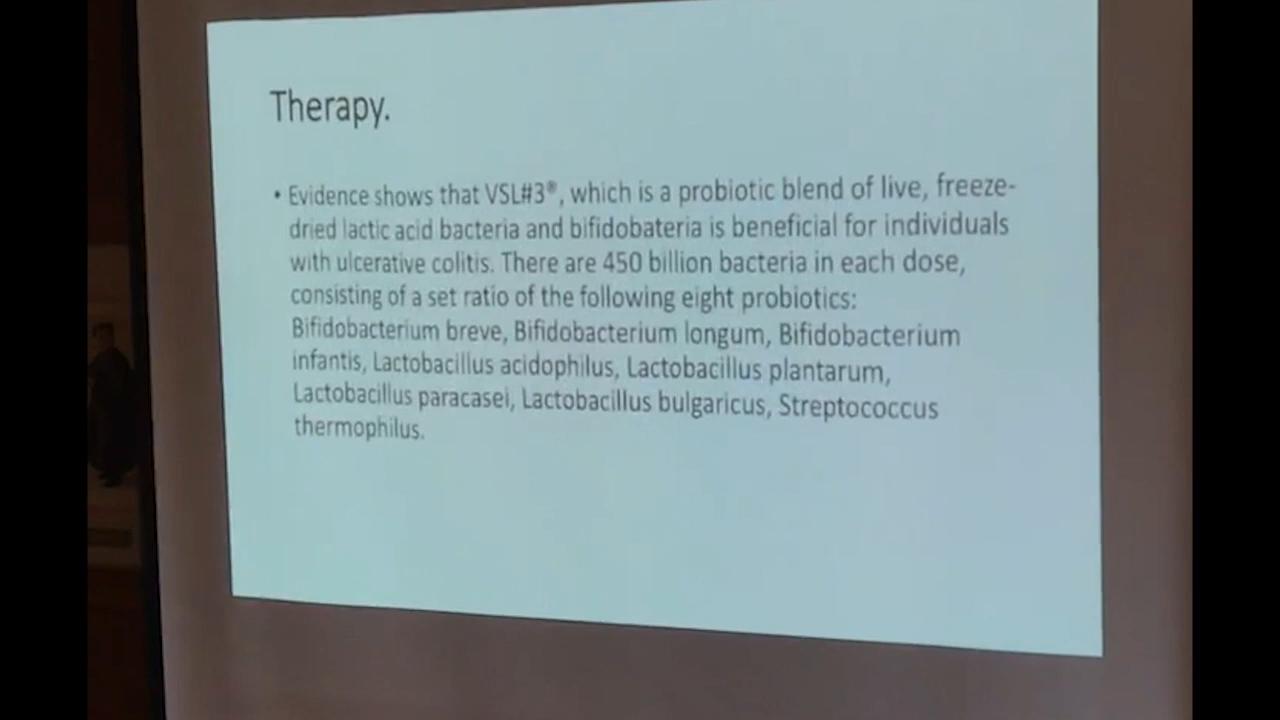 Therapy.
• Evidence shows that VSL#3®, which is a probiotic blend of live, freeze-
dried lactic acid bacteria and bifidobateria is beneficial for individuals
with ulcerative colitis. There are 450 billion bacteria in each dose,
consisting of a set ratio of the following eight probiotics:
Bifidobacterium breve, Bifidobacterium longum, Bifidobacterium
infantis, Lactobacillus acidophilus, Lactobacillus plantarum,
Lactobacillus paracasei, Lactobacillus bulgaricus, Streptococcus
thermophilus.